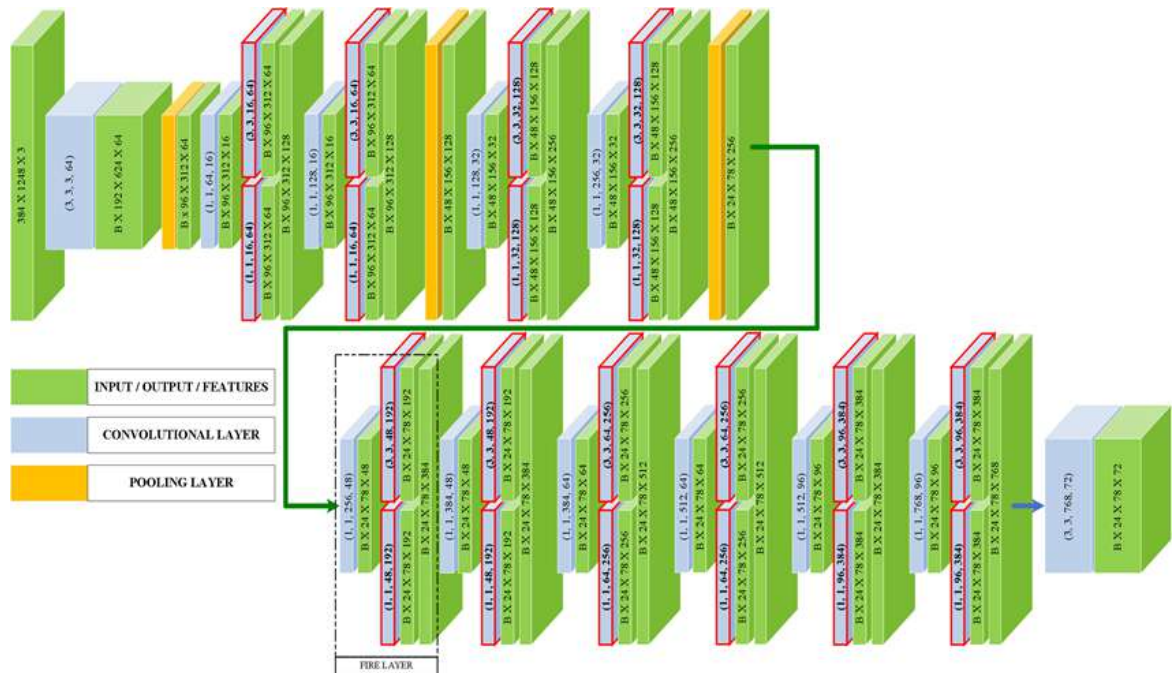 384 X 1248 X 3
(3, 3, 3, 64)
B X 192 X 624 X 64
B x 96 X 312 X 64
(1, 1, 64, 16)
B X 96 X 312 X 16
(3, 3, 16, 64)
B X 96 X 312 X 64
(1, 1, 16, 64)
B X 96 X 312 X 64
B X 96 X 312 X 128
(1, 1, 128, 16)
B X 96 X 312 X 16
(3, 3, 16, 64)
B X 96 X 312 X 64
(1, 1, 16, 64)
B X 96 X 312 X 64
B X 96 X 312 X 128
B X 48 X 156 X 128
(1, 1, 128, 32)
B X 48 X 156 X 32
(3, 3, 32, 128)
B X 48 X 156 X 128
(1, 1, 32, 128)
B X 48 X 156 X 128
B X 48 X 156 X 256
(1, 1, 256, 32)
B X 48 X 156 X 32
(3, 3, 32, 128)
B X 48 X 156 X 128
(1, 1, 32, 128)
B X 48 X 156 X 128
B X 48 X 156 X 256
B X 24 X 78 X 256
INPUT / OUTPUT / FEATURES
CONVOLUTIONAL LAYER
POOLING LAYER
(1, 1, 256, 48)
B X 24 X 78 X 48
(3, 3, 48, 192)
B X 24 X 78 X 192
(1, 1, 48, 192)
B X 24 X 78 X 192
B X 24 X 78 X 384
FIRE LAYER
(1, 1, 384, 48)
B X 24 X 78 X 48
(3, 3, 48, 192)
B X 24 X 78 X 192
(1, 1, 48, 192)
B X 24 X 78 X 192
B X 24 X 78 X 384
(1, 1, 384, 64)
B X 24 X 78 X 64
(3, 3, 64, 256)
B X 24 X 78 X 256
(1, 1, 64, 256)
B X 24 X 78 X 256
B X 24 X 78 X 512
(1, 1, 512, 64)
B X 24 X 78 X 64
(3, 3, 64, 256)
B X 24 X 78 X 256
(1, 1, 64, 256)
B X 24 X 78 X 256
B X 24 X 78 X 512
(1, 1, 512, 96)
B X 24 X 78 X 96
(3, 3, 96, 384)
B X 24 X 78 X 384
(1, 1, 96, 384)
B X 24 X 78 X 384
B X 24 X 78 X 384
(1, 1, 768, 96)
B X 24 X 78 X 96
(3, 3, 96, 384)
B X 24 X 78 X 384
(1, 1, 96, 384)
B X 24 X 78 X 384
B X 24 X 78 X 768
(3, 3, 768, 72)
B X 24 X 78 X 72